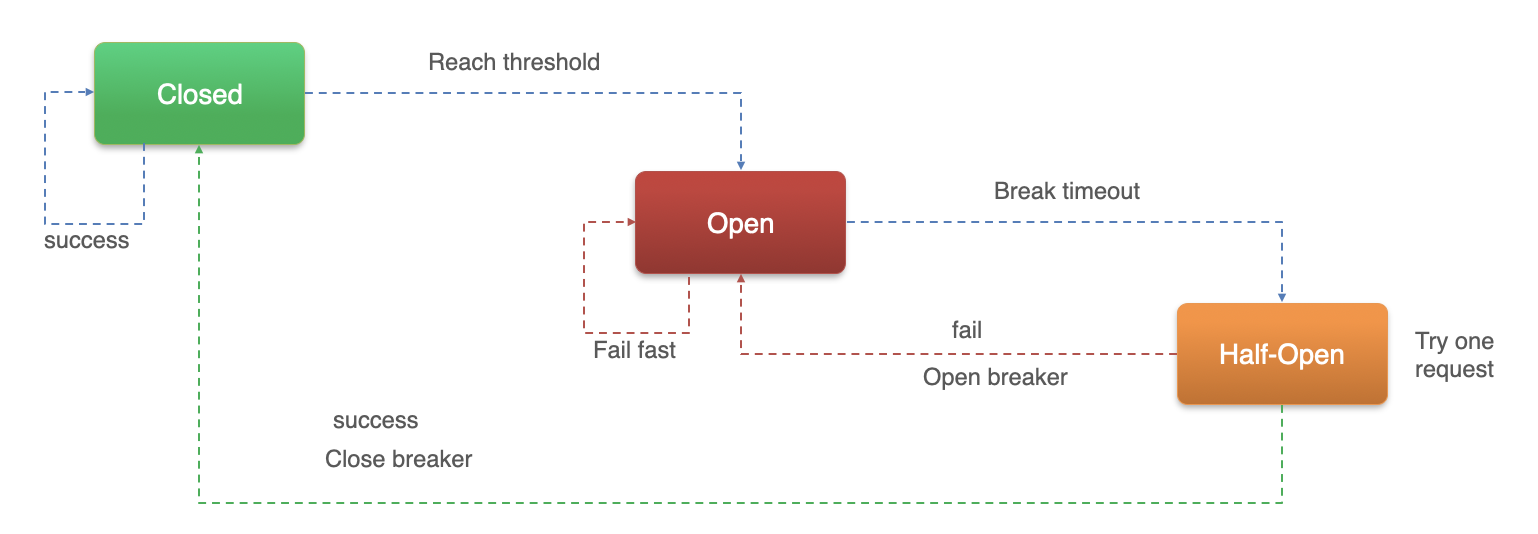 Reach threshold
Closed
Break timeout
Open
success
fail
Try one
request
Half-Open
Fail fast
Open breaker
success
Close breaker